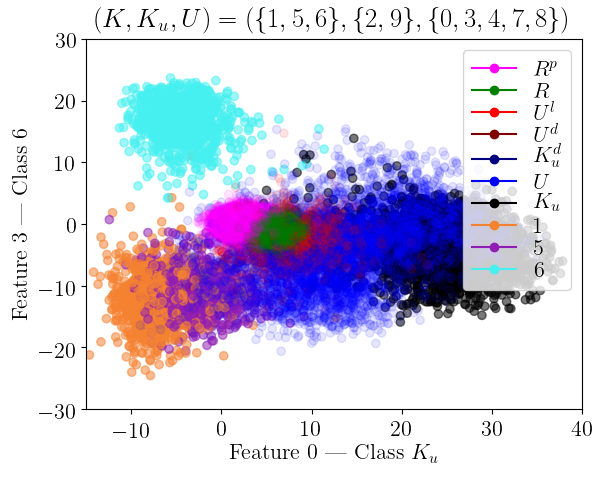 (K, K_u, U) = ({1, 5, 6}, {2, 9}, {0, 3, 4, 7, 8})
30
20
10
0
−10
−20
−30
Feature 3 — Class 6
R^p
R
U^l
U^d
K_u^d
U
K_u
1
5
6
−10
0
10
20
30
40
Feature 0 — Class K_u